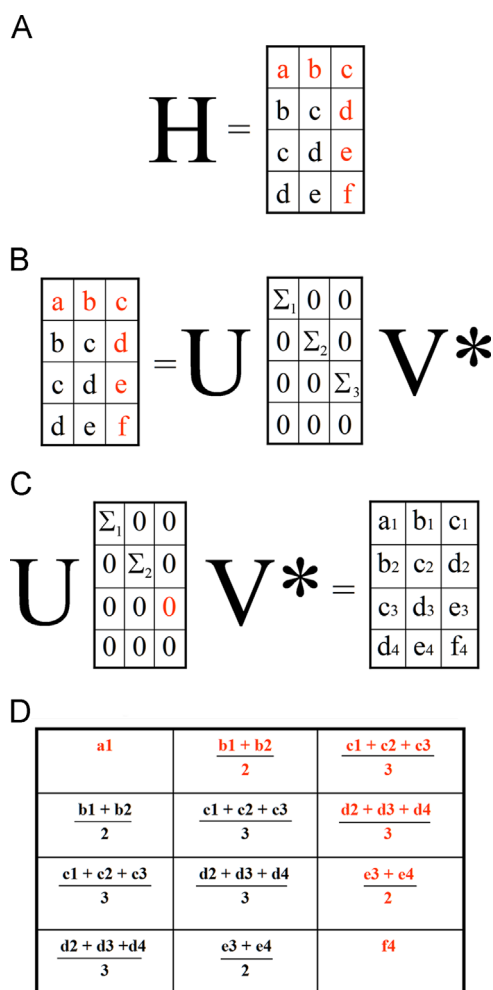 A
H = a b c
b c d
c d e
d e f
B
a b c
b c d
c d e
d e f
= U
Σ1 0 0
0 Σ2 0
0 0 Σ3
0 0 0
V*
C
U
Σ1 0 0
0 Σ2 0
0 0 0
0 0 0
V* =
a1 b1 c1
b2 c2 d2
c3 d3 e3
d4 e4 f4
D
a1 b1 + b2 c1 + c2 + c3
2 3
b1 + b2 c1 + c2 + c3 d2 + d3 + d4
2 3 3
c1 + c2 + c3 d2 + d3 + d4 e3 + e4
3 3 2
d2 + d3 +d4 e3 + e4 f4
3 2